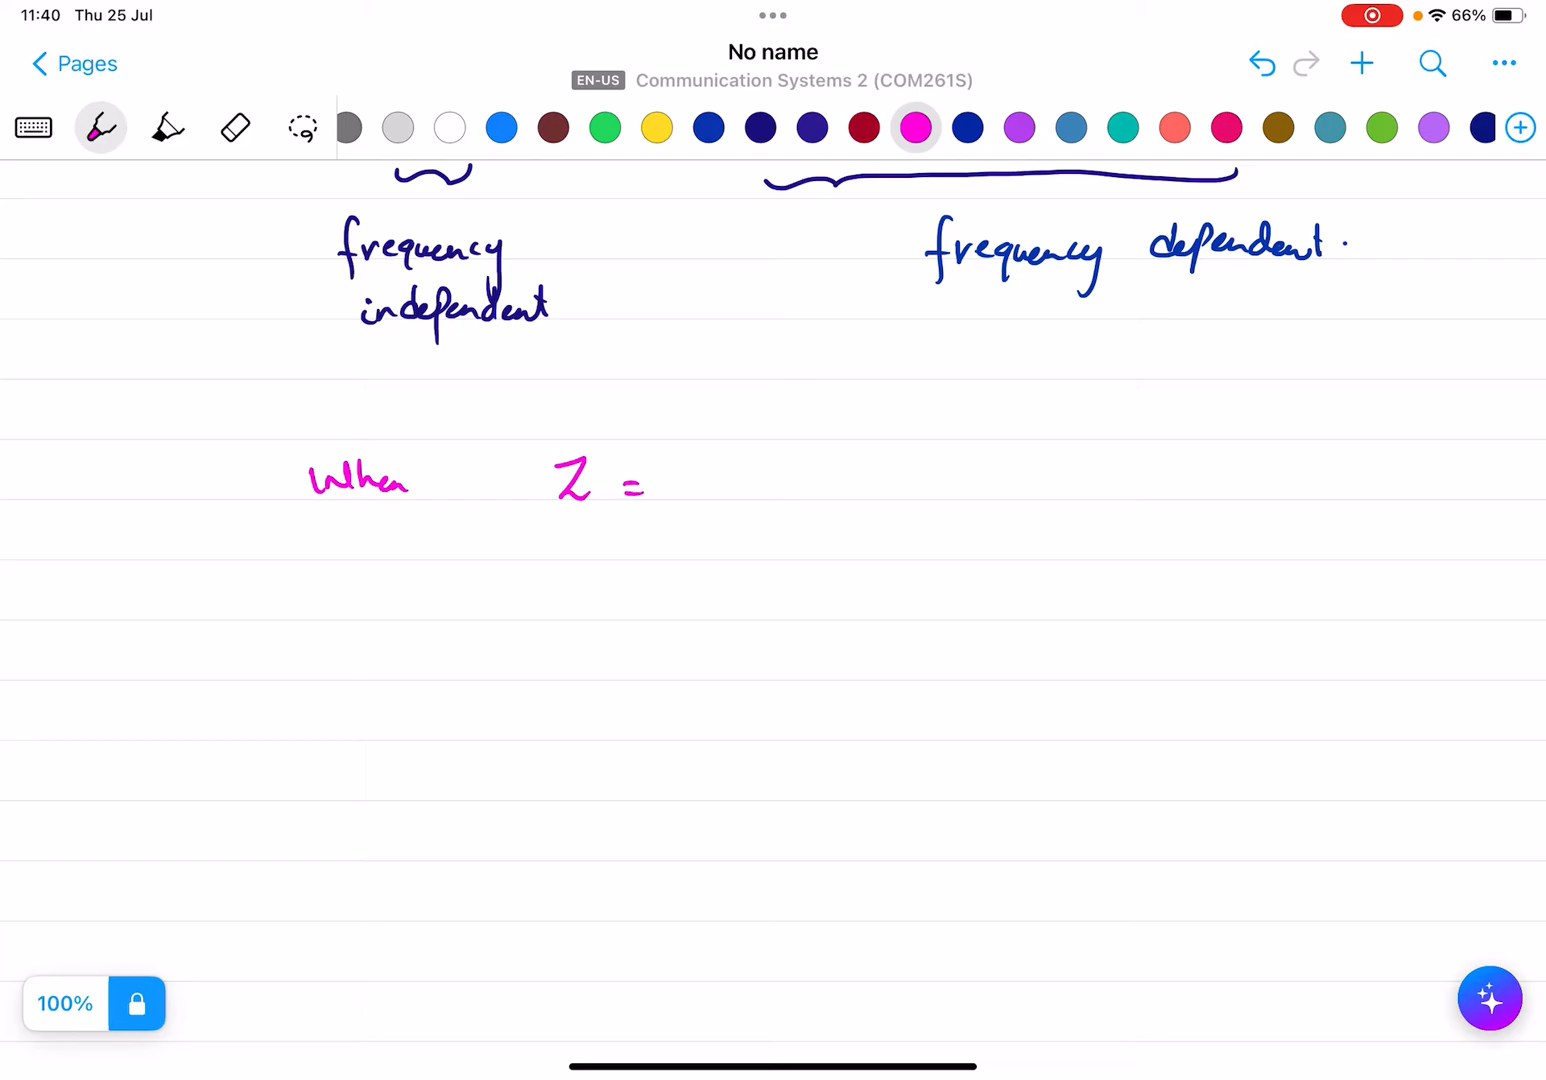 11:40 Thu 25 Jul
66%
Pages
No name
EN-US Communication Systems 2 (COM261S)
frequency
independent
frequency dependent.
When Z =
100%